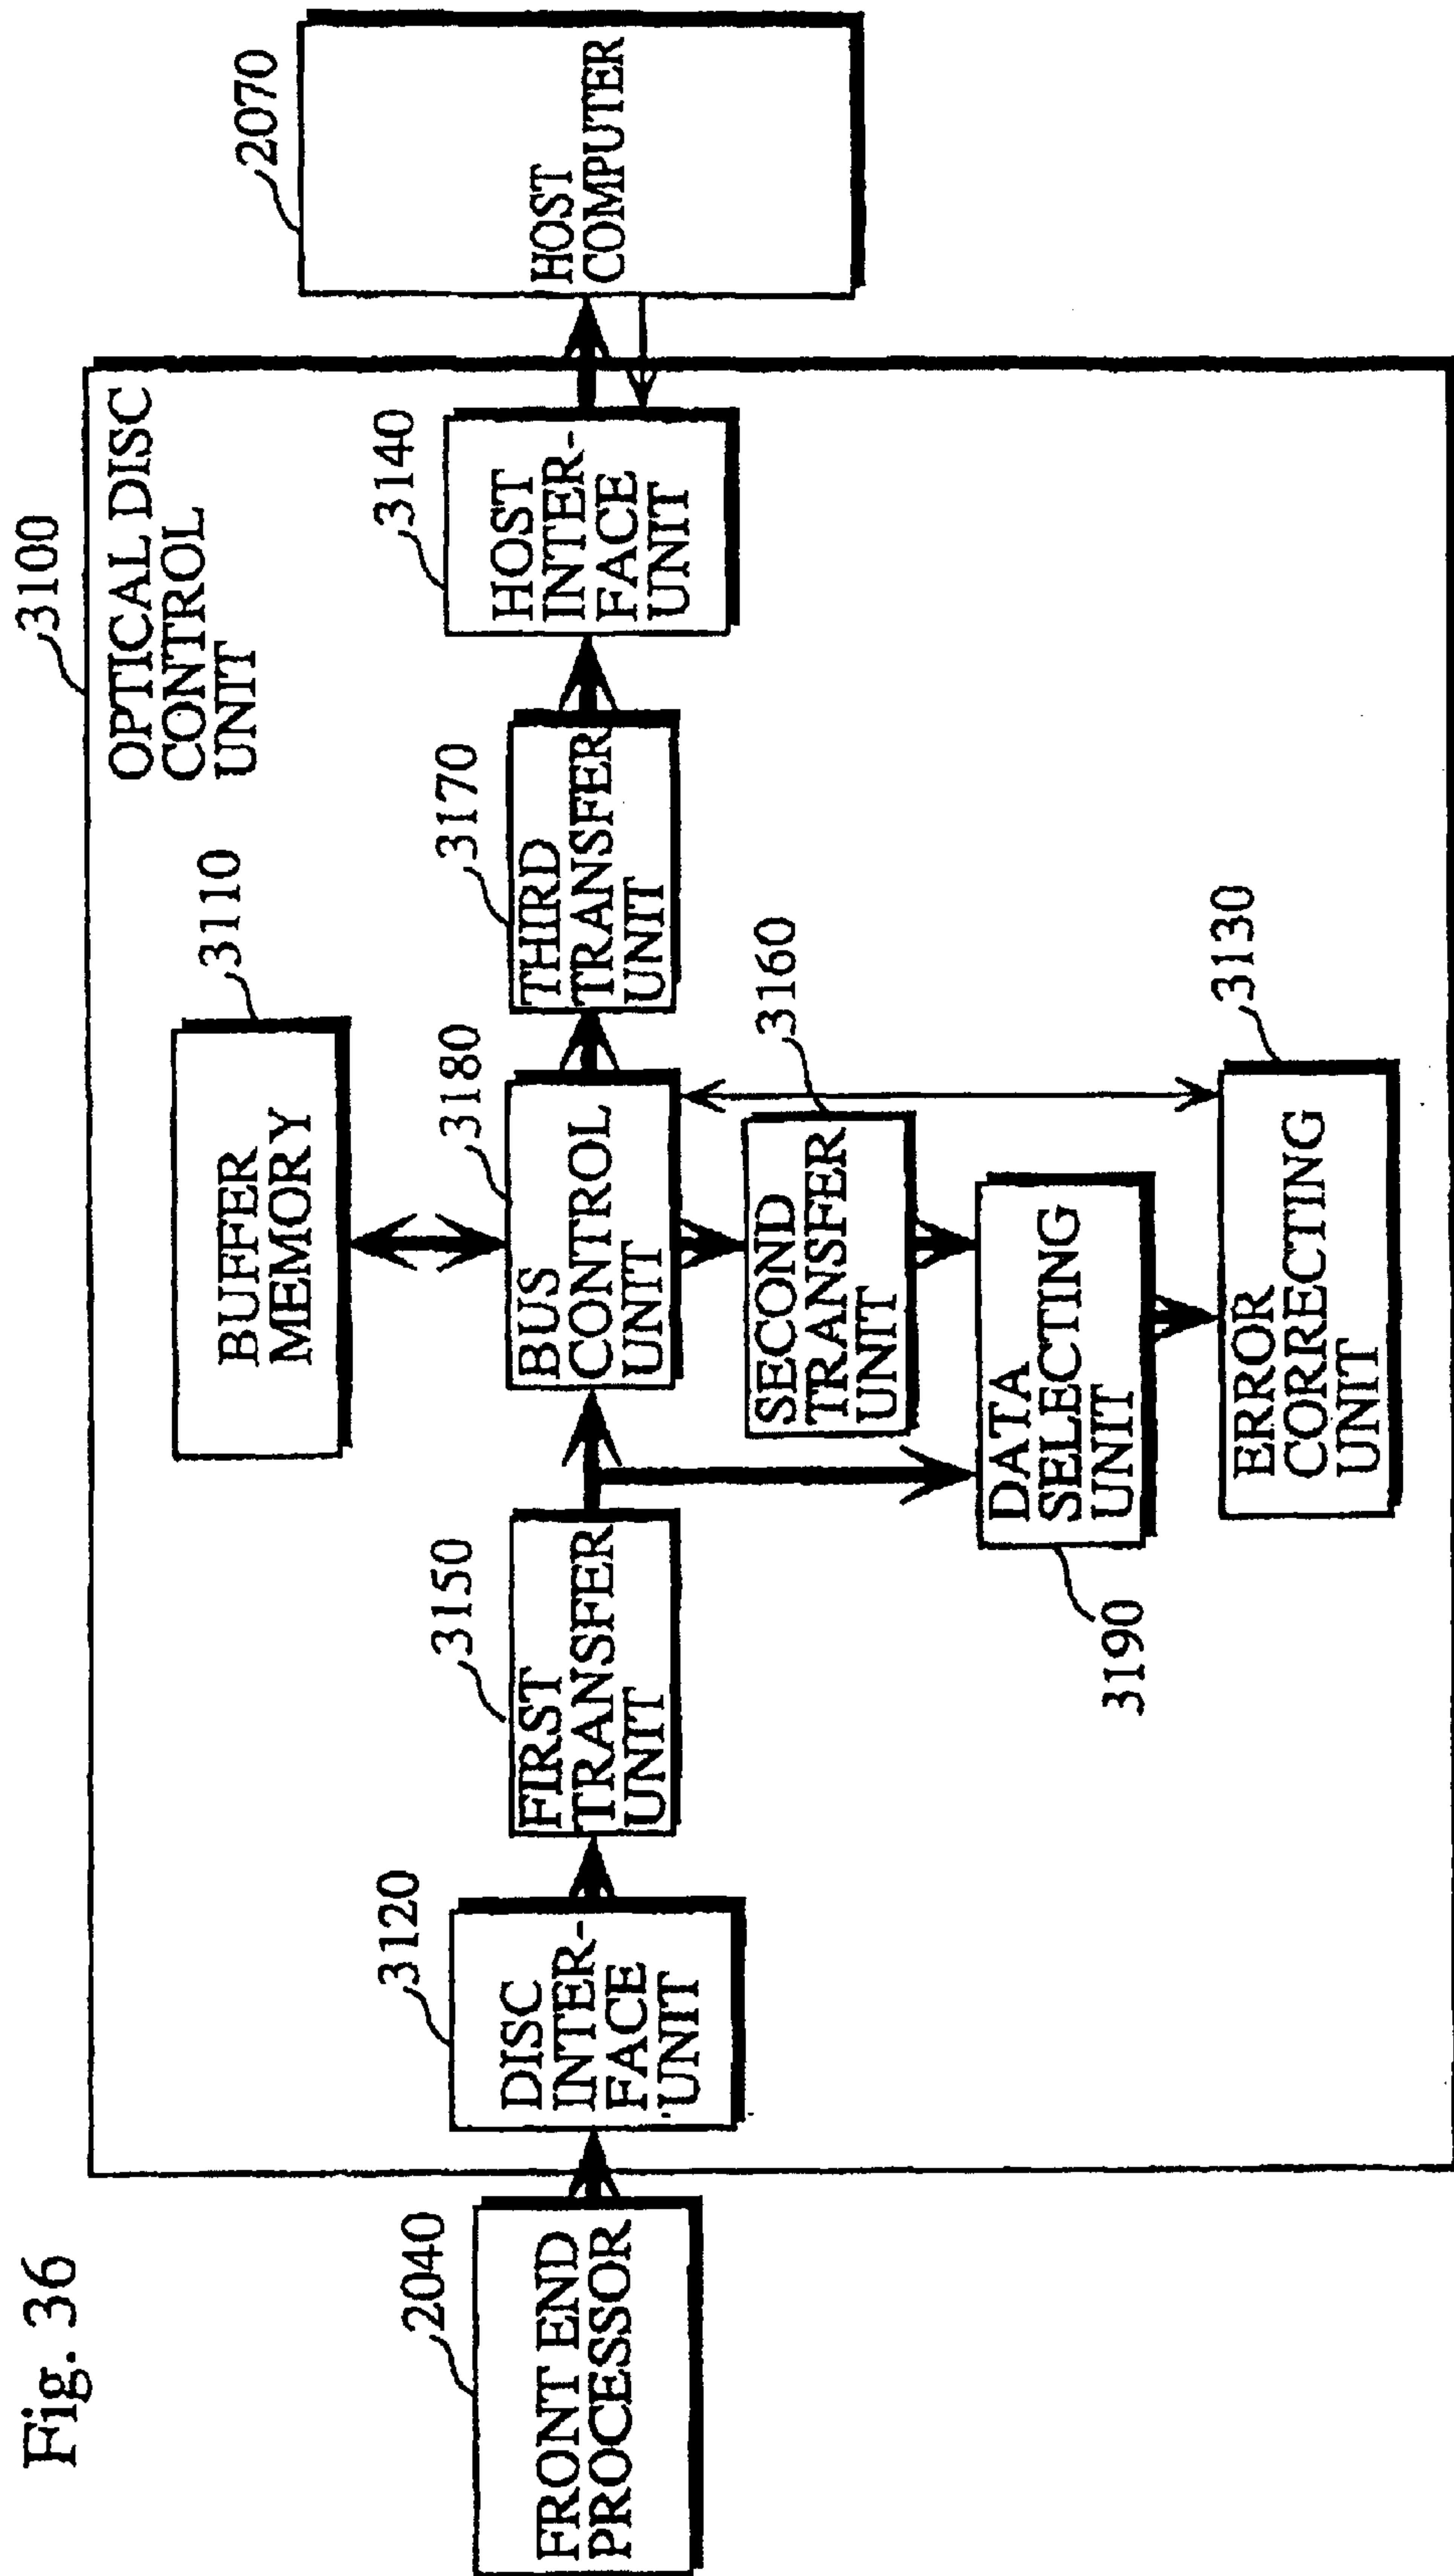 Fig. 36
3100
OPTICAL DISC
CONTROL
UNIT
2040
FRONT END
PROCESSOR
3120
DISC
INTER-
FACE
UNIT
3150
FIRST
TRANSFER
UNIT
3110
BUFFER
MEMORY
3180
BUS
CONTROL
UNIT
3170
THIRD
TRANSFER
UNIT
3140
HOST
INTER-
FACE
UNIT
2070
HOST
COMPUTER
3160
SECOND
TRANSFER
UNIT
3190
DATA
SELECTING
UNIT
3130
ERROR
CORRECTING
UNIT